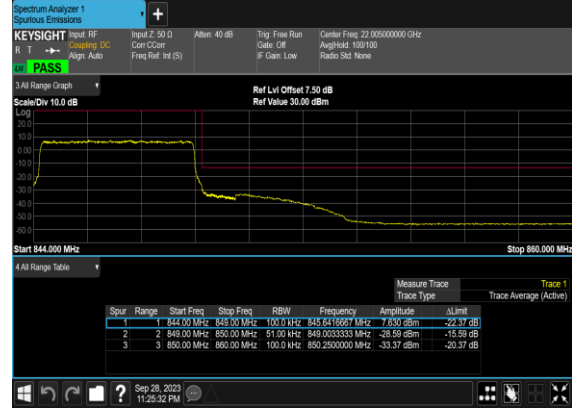 Spectrum Analyzer 1
Spurious Emissions
KEYSIGHT Input: RF Input Z: 50 Ω Atten: 40 dB Trig: Free Run Center Freq: 22.005000000 GHz
R T Coupling: DC Corr CCorr Gate: Off Avg|Hold: 100/100
Align: Auto Freq Ref: Int (S) IF Gain: Low Radio Std: None
LXI PASS
3 All Range Graph
Ref Lvl Offset 7.50 dB
Scale/Div 10.0 dB Ref Value 30.00 dBm
Log
20.0
10.0
0.00
-10.0
-20.0
-30.0
-40.0
-50.0
-60.0
Start 844.000 MHz Stop 860.000 MHz
4 All Range Table
Measure Trace Trace 1
Trace Type Trace Average (Active)
Spur Range Start Freq Stop Freq RBW Frequency Amplitude ΔLimit
1 1 844.00 MHz 849.00 MHz 100.0 kHz 845.6416667 MHz 7.630 dBm -22.37 dB
2 2 849.00 MHz 850.00 MHz 51.00 kHz 849.0033333 MHz -28.59 dBm -15.59 dB
3 3 850.00 MHz 860.00 MHz 100.0 kHz 850.2500000 MHz -33.37 dBm -20.37 dB
Sep 28, 2023
11:25:32 PM